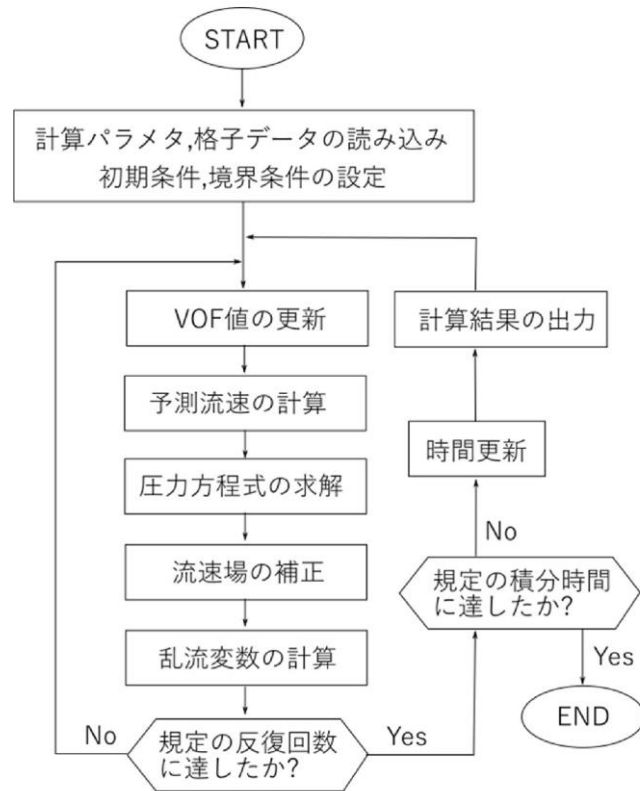 START
計算パラメタ,格子データの読み込み
初期条件,境界条件の設定
VOF値の更新
予測流速の計算
圧力方程式の求解
流速場の補正
乱流変数の計算
規定の反復回数
に達したか?
No
Yes
計算結果の出力
時間更新
No
規定の積分時間
に達したか?
Yes
END